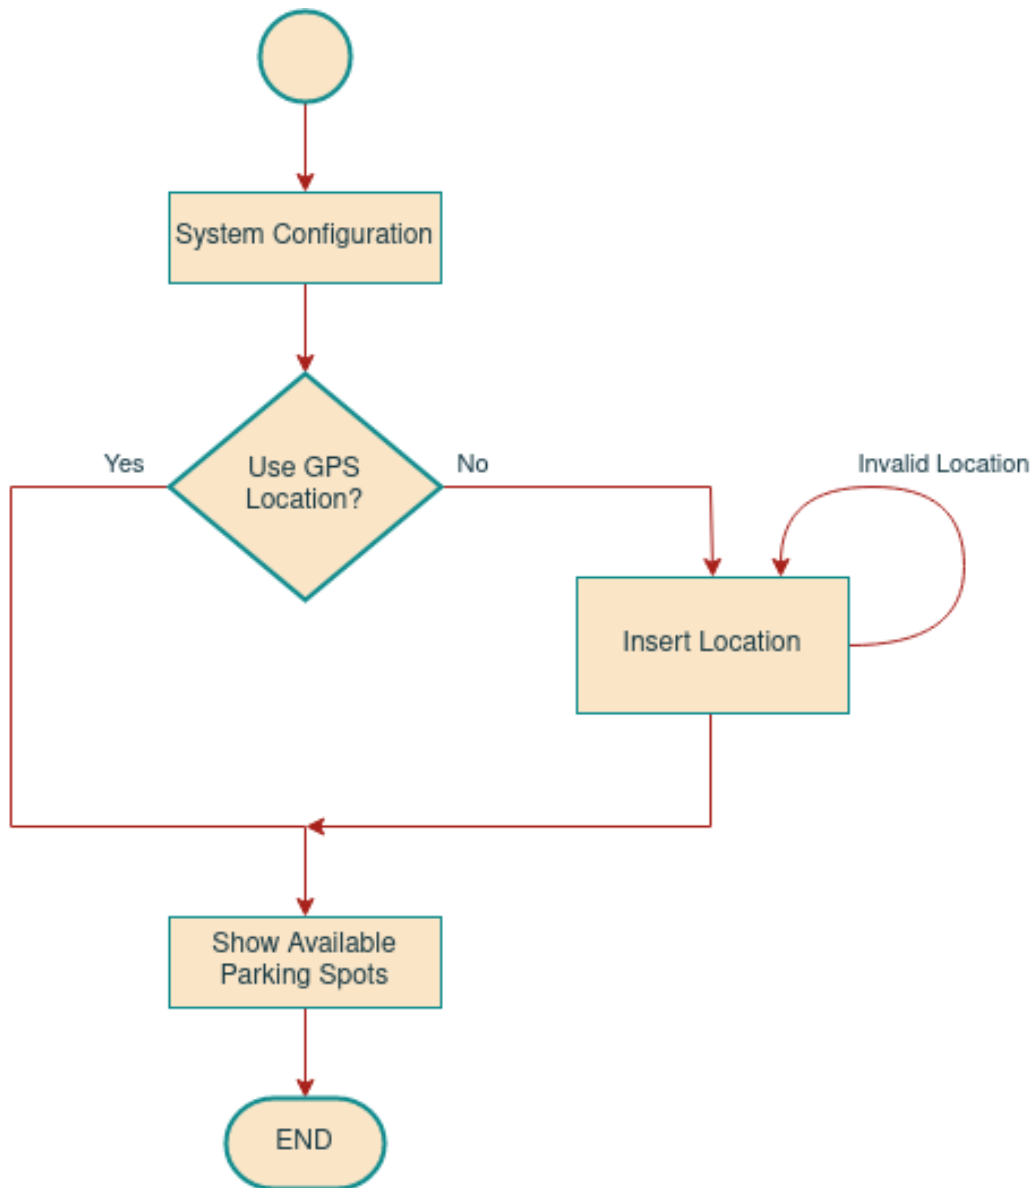 System Configuration
Use GPS
Location?
Yes
No
Invalid Location
Insert Location
Show Available
Parking Spots
END